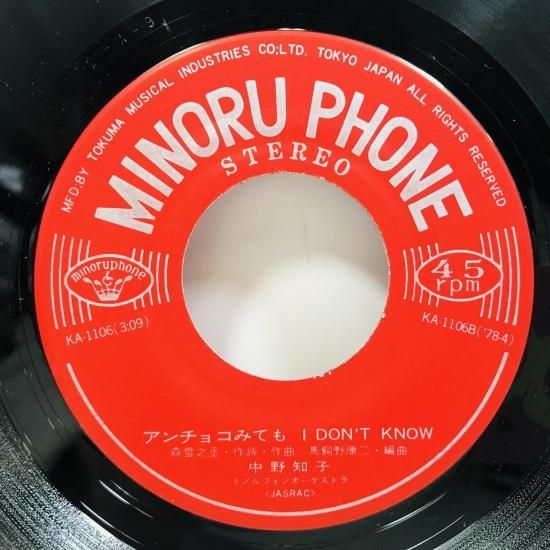 MFD.BY TOKUMA MUSICAL INDUSTRIES CO;LTD. TOKYO JAPAN ALL RIGHTS RESERVED
MINORU PHONE
STEREO
minoruphone
45
rpm
KA-1106(3:09)
KA-1106B('78·4)
アンチョコみても I DON'T KNOW
森雪之丞・作詩・作曲/馬飼野康二・編曲
中野知子
ミノルフォンオーケストラ
<JASRAC>